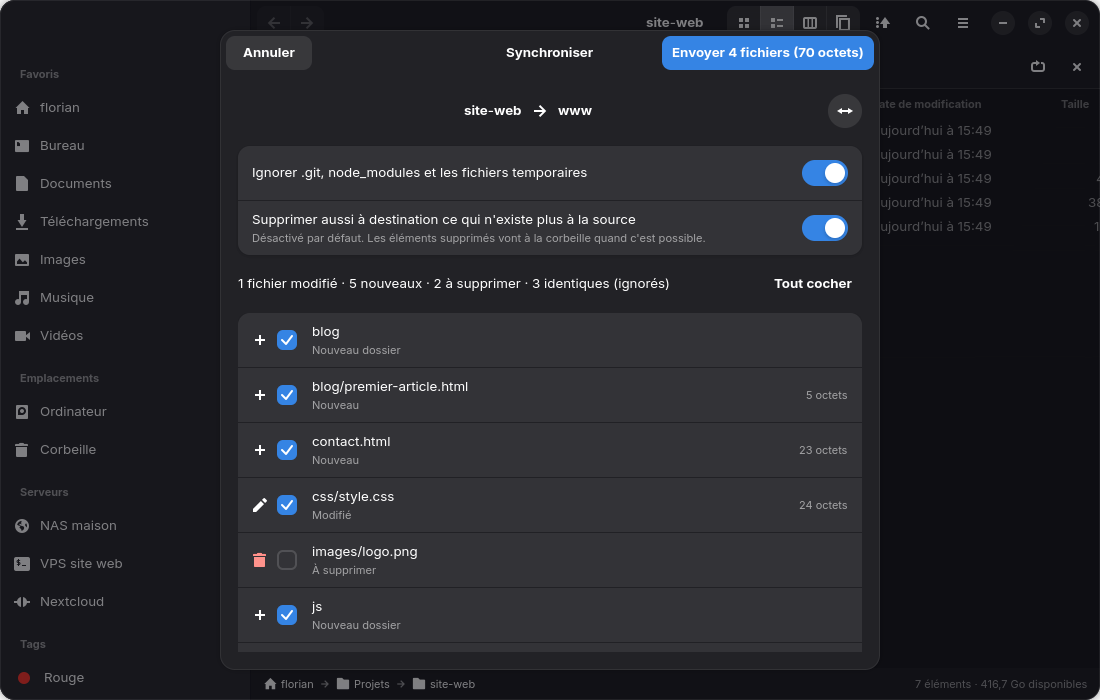 site-web
Annuler
Synchroniser
Envoyer 4 fichiers (70 octets)
Favoris
florian
Bureau
Documents
Téléchargements
Images
Musique
Vidéos
Emplacements
Ordinateur
Corbeille
Serveurs
NAS maison
VPS site web
Nextcloud
Tags
Rouge
site-web → www
Ignorer .git, node_modules et les fichiers temporaires
Supprimer aussi à destination ce qui n'existe plus à la source
Désactivé par défaut. Les éléments supprimés vont à la corbeille quand c'est possible.
1 fichier modifié · 5 nouveaux · 2 à supprimer · 3 identiques (ignorés)
Tout cocher
blog
Nouveau dossier
blog/premier-article.html
Nouveau
5 octets
contact.html
Nouveau
23 octets
css/style.css
Modifié
24 octets
images/logo.png
À supprimer
js
Nouveau dossier
ate de modification
Taille
ujourd'hui à 15:49
ujourd'hui à 15:49
ujourd'hui à 15:49
4
ujourd'hui à 15:49
38
ujourd'hui à 15:49
1
florian → Projets → site-web
7 éléments · 416,7 Go disponibles